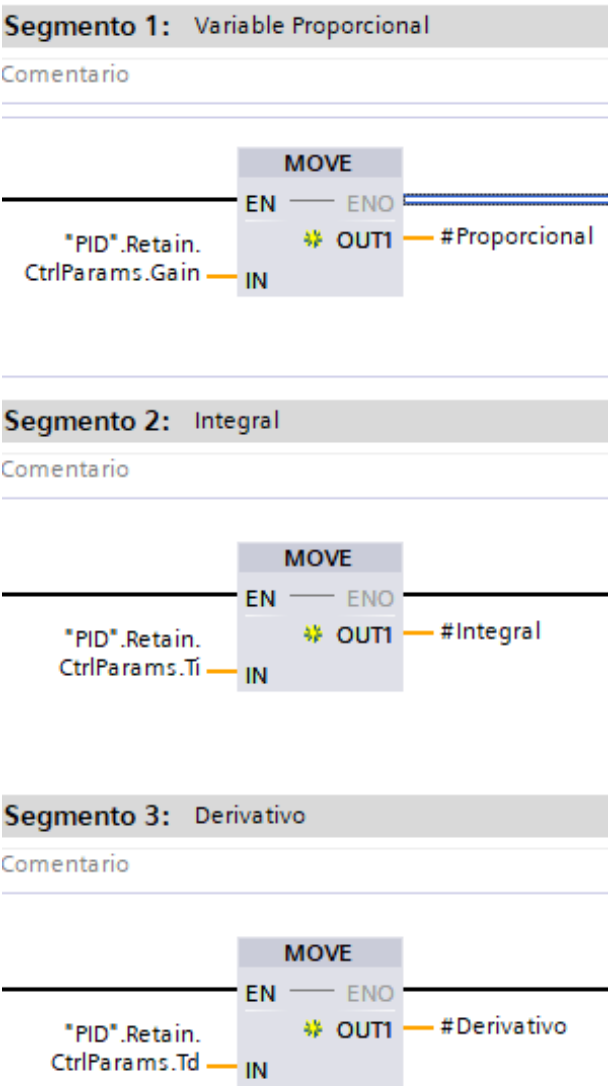 Segmento 1: Variable Proporcional
Comentario
MOVE
EN ENO
"PID".Retain.
CtrlParams.Gain
IN
OUT1
#Proporcional
Segmento 2: Integral
Comentario
MOVE
EN ENO
"PID".Retain.
CtrlParams.Ti
IN
OUT1
#Integral
Segmento 3: Derivativo
Comentario
MOVE
EN ENO
"PID".Retain.
CtrlParams.Td
IN
OUT1
#Derivativo